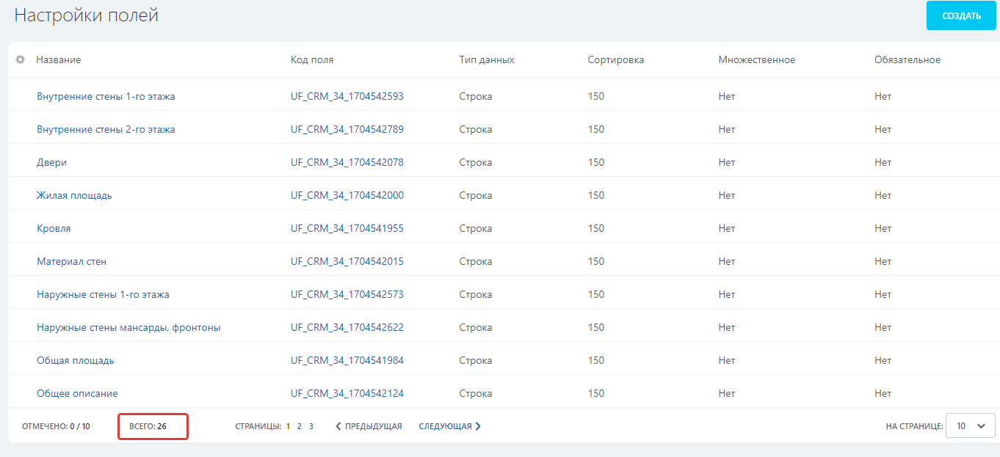 Настройки полей
СОЗДАТЬ
Название Код поля Тип данных Сортировка Множественное Обязательное
Внутренние стены 1-го этажа UF_CRM_34_1704542593 Строка 150 Нет Нет
Внутренние стены 2-го этажа UF_CRM_34_1704542789 Строка 150 Нет Нет
Двери UF_CRM_34_1704542078 Строка 150 Нет Нет
Жилая площадь UF_CRM_34_1704542000 Строка 150 Нет Нет
Кровля UF_CRM_34_1704541955 Строка 150 Нет Нет
Материал стен UF_CRM_34_1704542015 Строка 150 Нет Нет
Наружные стены 1-го этажа UF_CRM_34_1704542573 Строка 150 Нет Нет
Наружные стены мансарды, фронтоны UF_CRM_34_1704542622 Строка 150 Нет Нет
Общая площадь UF_CRM_34_1704541984 Строка 150 Нет Нет
Общее описание UF_CRM_34_1704542124 Строка 150 Нет Нет
ОТМЕЧЕНО: 0 / 10 ВСЕГО: 26 СТРАНИЦЫ: 1 2 3 ПРЕДЫДУЩАЯ СЛЕДУЮЩАЯ НА СТРАНИЦЕ: 10